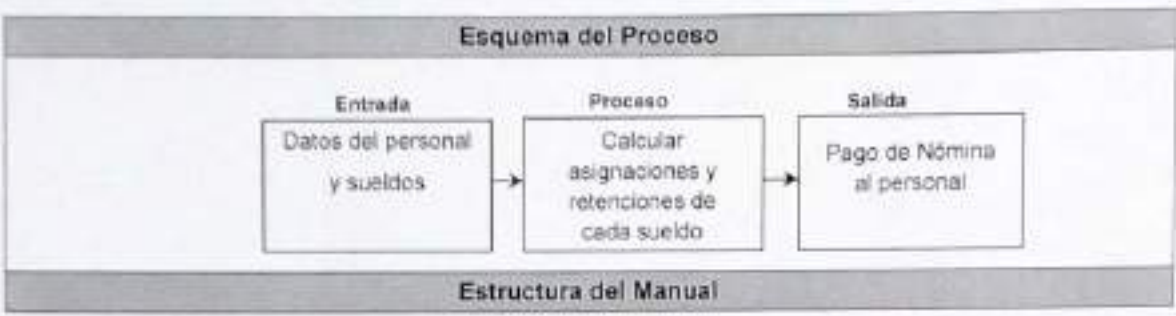 Esquema del Proceso
Entrada
Datos del personal
y sueldos
Proceso
Calcular
asignaciones y
retenciones de
cada sueldo
Salida
Pago de Nómina
al personal
Estructura del Manual